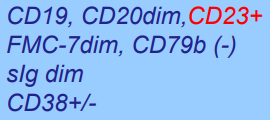 CD19, CD20dim,CD23+
FMC-7dim, CD79b (-)
sIg dim
CD38+/-